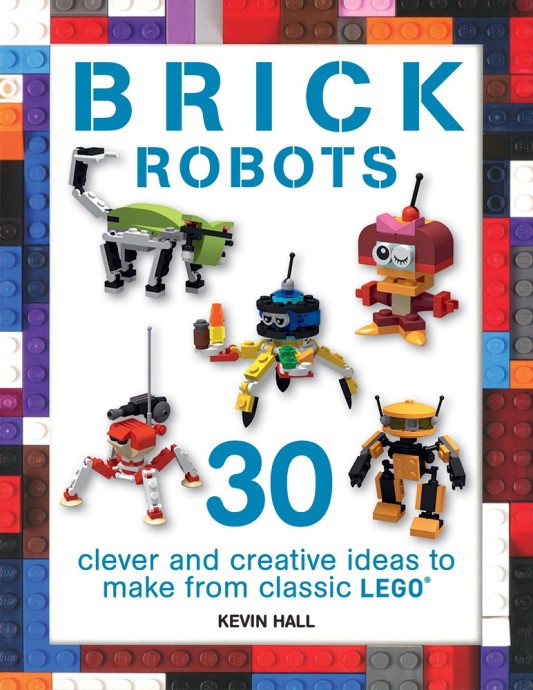 BRICK
ROBOTS
30
clever and creative ideas to
make from classic LEGO®
KEVIN HALL